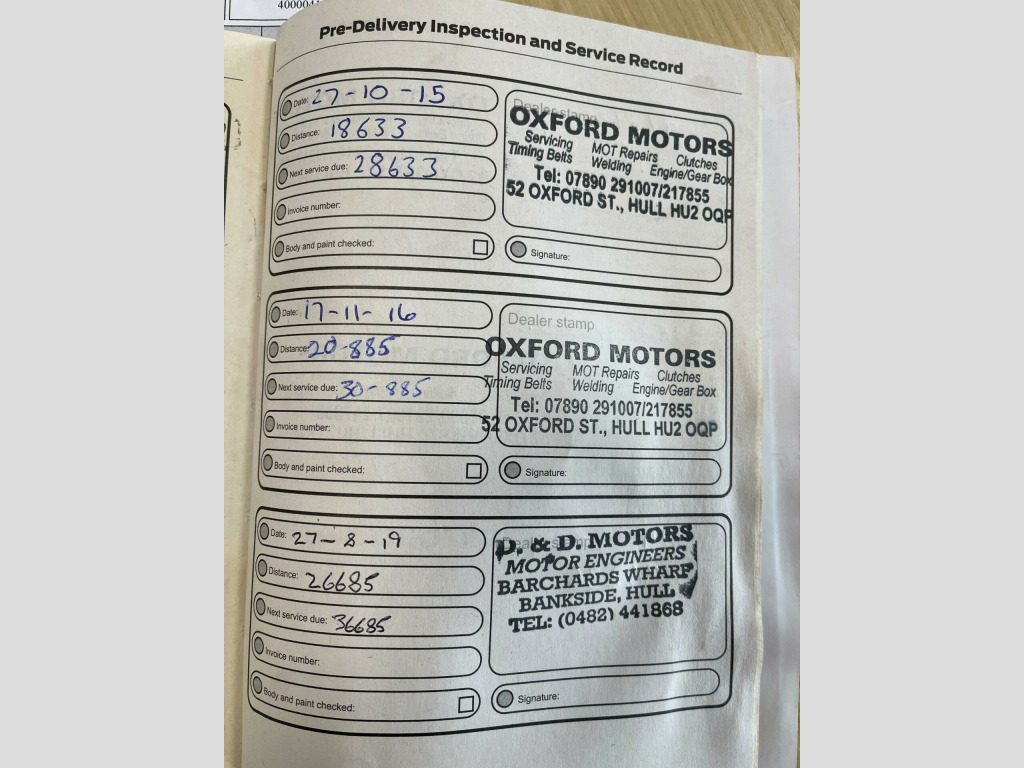 Pre-Delivery Inspection and Service Record
Date: 27-10-15
Distance: 18633
Next service due: 28633
Invoice number:
Body and paint checked:
Dealer stamp
OXFORD MOTORS
Servicing MOT Repairs Clutches
Timing Belts Welding Engine/Gear Box
Tel: 07890 291007/217855
52 OXFORD ST., HULL HU2 OQP
Signature:
Date: 17-11-16
Distance: 20-885
Next service due: 30-885
Invoice number:
Body and paint checked:
Dealer stamp
OXFORD MOTORS
Servicing MOT Repairs Clutches
Timing Belts Welding Engine/Gear Box
Tel: 07890 291007/217855
52 OXFORD ST., HULL HU2 OQP
Signature:
Date: 27-8-19
Distance: 26685
Next service due: 36685
Invoice number:
Body and paint checked:
Dealer stamp
D. & D. MOTORS
MOTOR ENGINEERS
BARCHARDS WHARF
BANKSIDE, HULL
TEL: (0482) 441868
Signature: